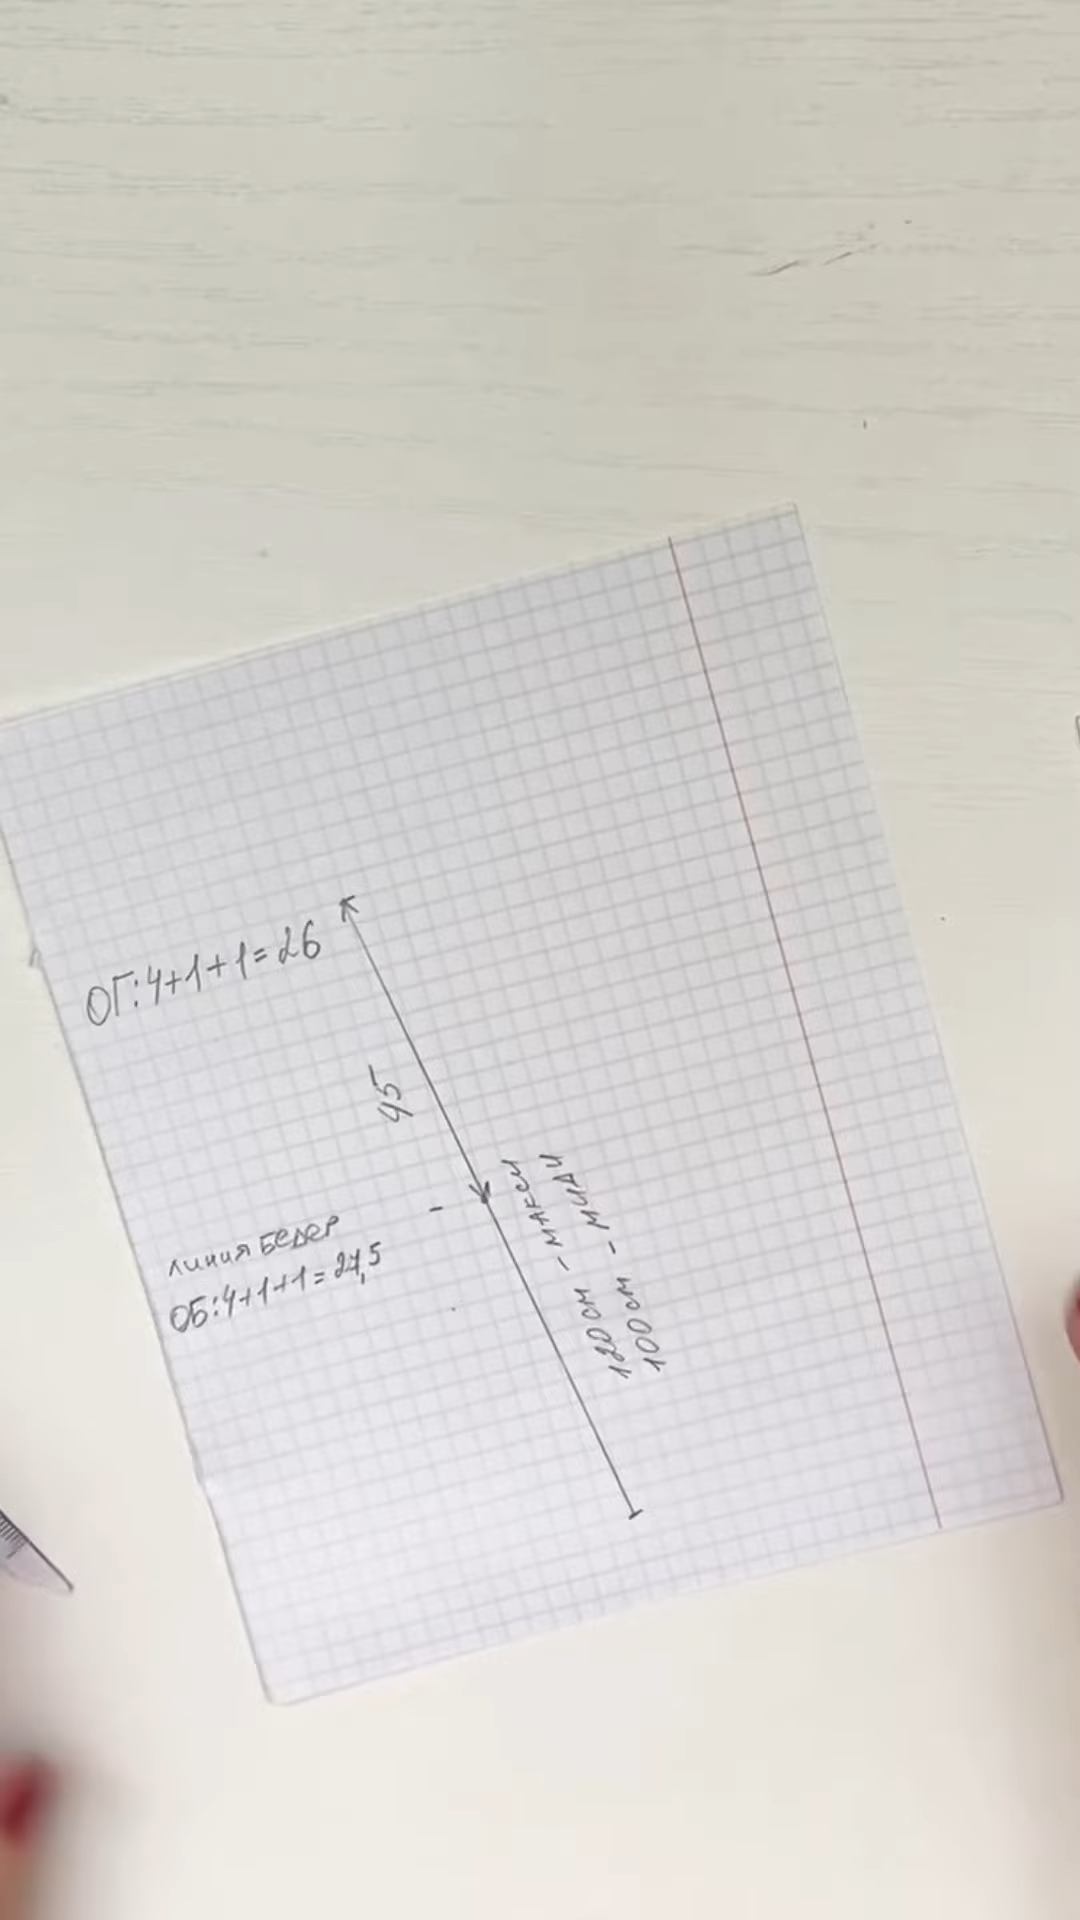 ОГ:4+1+1=26
45
ЛИНИЯ БЕДЕР
ОБ:4+1+1=27,5
120 см - МАКСИ
100 см - МИДИ